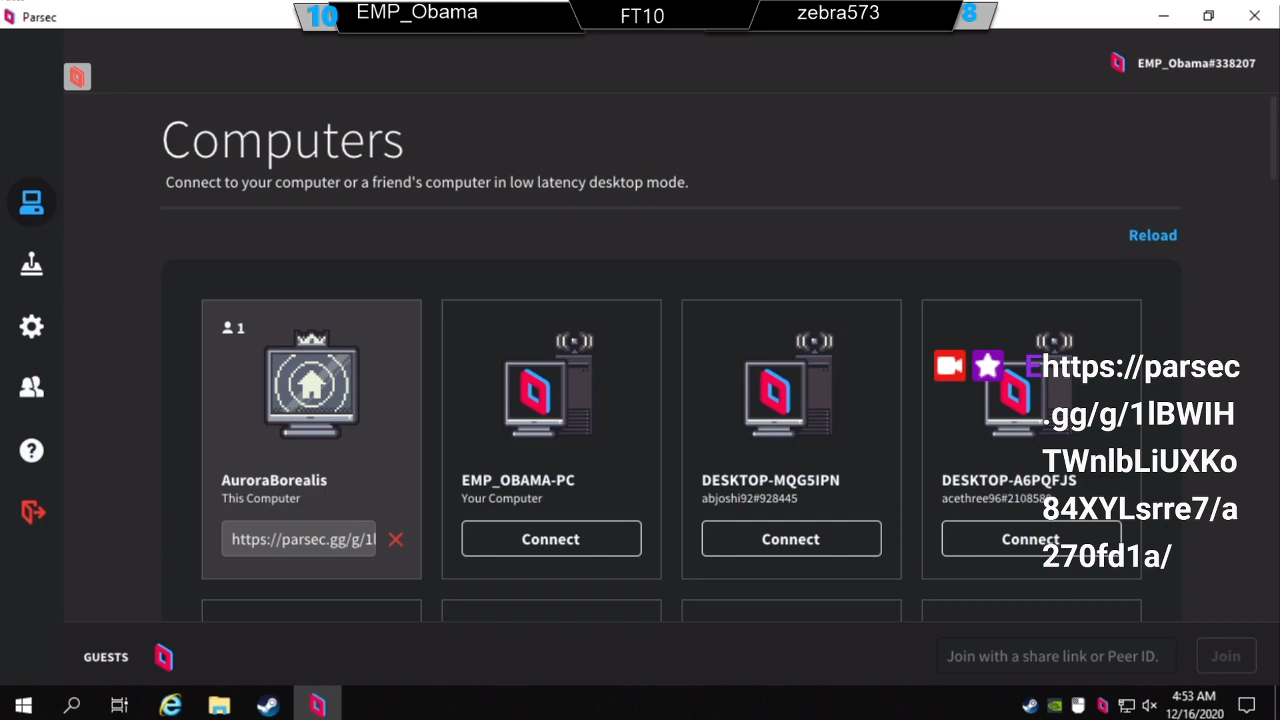 Parsec
10 EMP_Obama FT10 zebra573 8
EMP_Obama#338207
Computers
Connect to your computer or a friend's computer in low latency desktop mode.
Reload
1
AuroraBorealis
This Computer
https://parsec.gg/g/1l
EMP_OBAMA-PC
Your Computer
Connect
DESKTOP-MQG5IPN
abjoshi92#928445
Connect
DESKTOP-A6PQFJS
acethree96#2108586
Connect
E
https://parsec
.gg/g/1lBWIH
TWnlbLiUXKo
84XYLsrre7/a
270fd1a/
GUESTS
Join with a share link or Peer ID.
Join
4:53 AM
12/16/2020